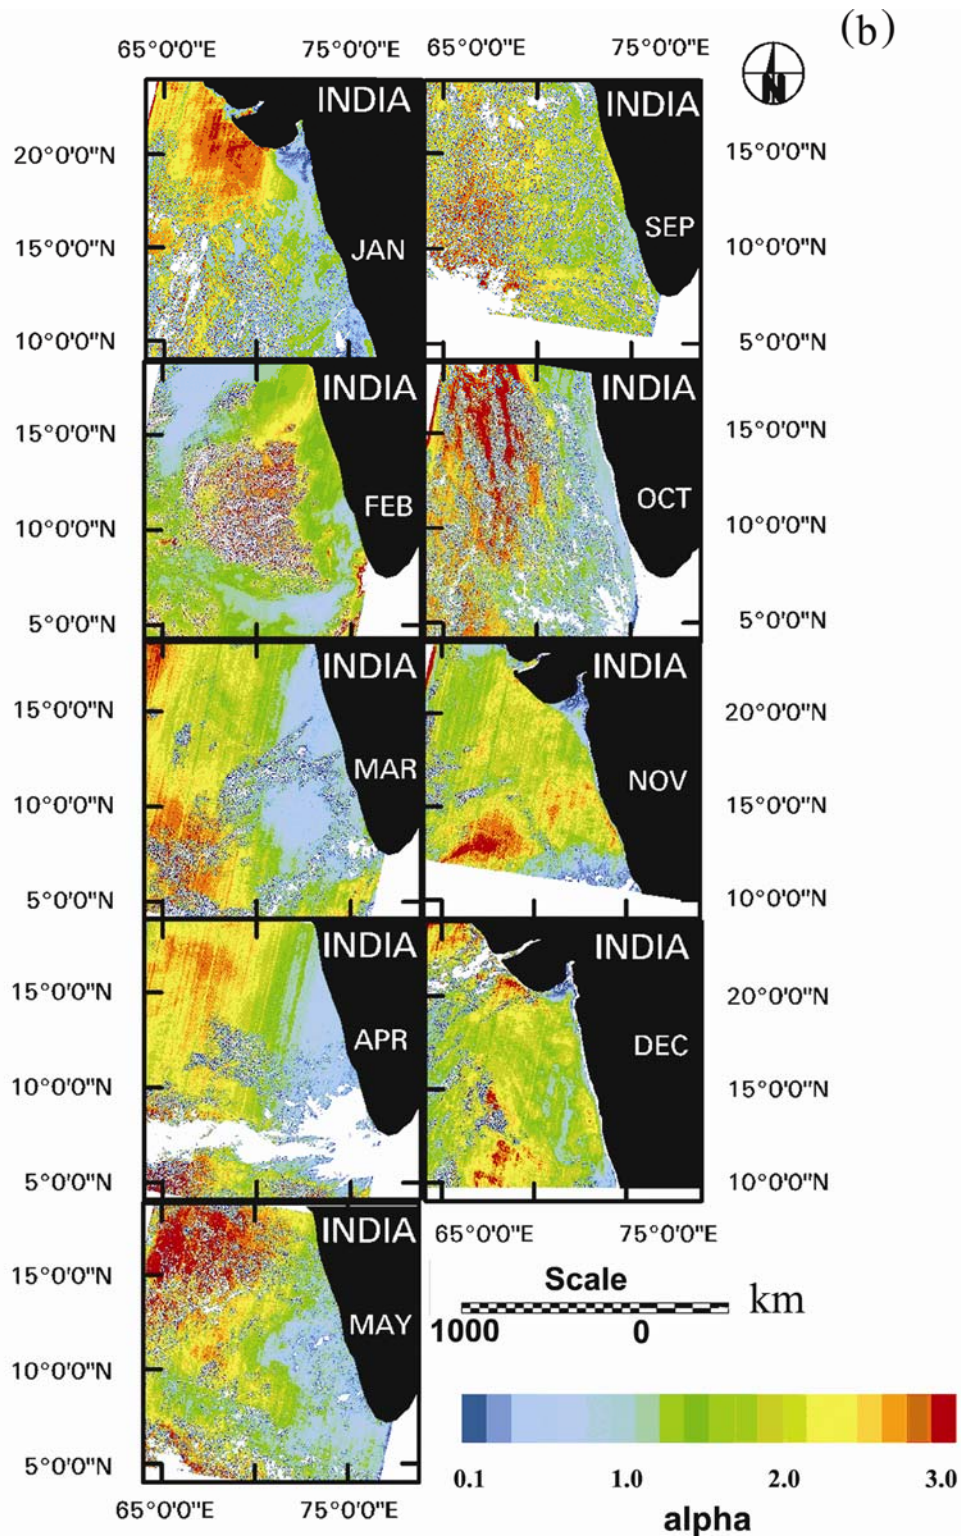 (b)
65°0'0"E 75°0'0"E 65°0'0"E 75°0'0"E
N
INDIA
JAN
20°0'0"N
15°0'0"N
10°0'0"N
INDIA
SEP
15°0'0"N
10°0'0"N
5°0'0"N
INDIA
FEB
15°0'0"N
10°0'0"N
5°0'0"N
INDIA
OCT
15°0'0"N
10°0'0"N
5°0'0"N
INDIA
MAR
15°0'0"N
10°0'0"N
5°0'0"N
INDIA
NOV
20°0'0"N
15°0'0"N
10°0'0"N
INDIA
APR
15°0'0"N
10°0'0"N
5°0'0"N
INDIA
DEC
20°0'0"N
15°0'0"N
10°0'0"N
INDIA
MAY
15°0'0"N
10°0'0"N
5°0'0"N
65°0'0"E 75°0'0"E
65°0'0"E 75°0'0"E
Scale
km
1000 0
0.1 1.0 2.0 3.0
alpha